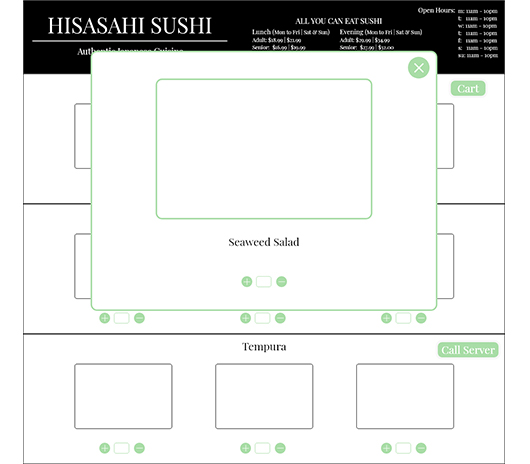 HISASAHI SUSHI
Authentic Japanese Cuisine
ALL YOU CAN EAT SUSHI
Lunch (Mon to Fri | Sat & Sun)
Adult: $18.99 | $21.99
Senior: $16.99 | $19.99
Evening (Mon to Fri | Sat & Sun)
Adult: $29.99 | $34.99
Senior: $27.99 | $32.00
Open Hours: m: 11am - 10pm
t: 11am - 10pm
w: 11am - 10pm
t: 11am - 10pm
f: 11am - 10pm
s: 11am - 10pm
su: 11am - 10pm
Cart
Seaweed Salad
Tempura
Call Server